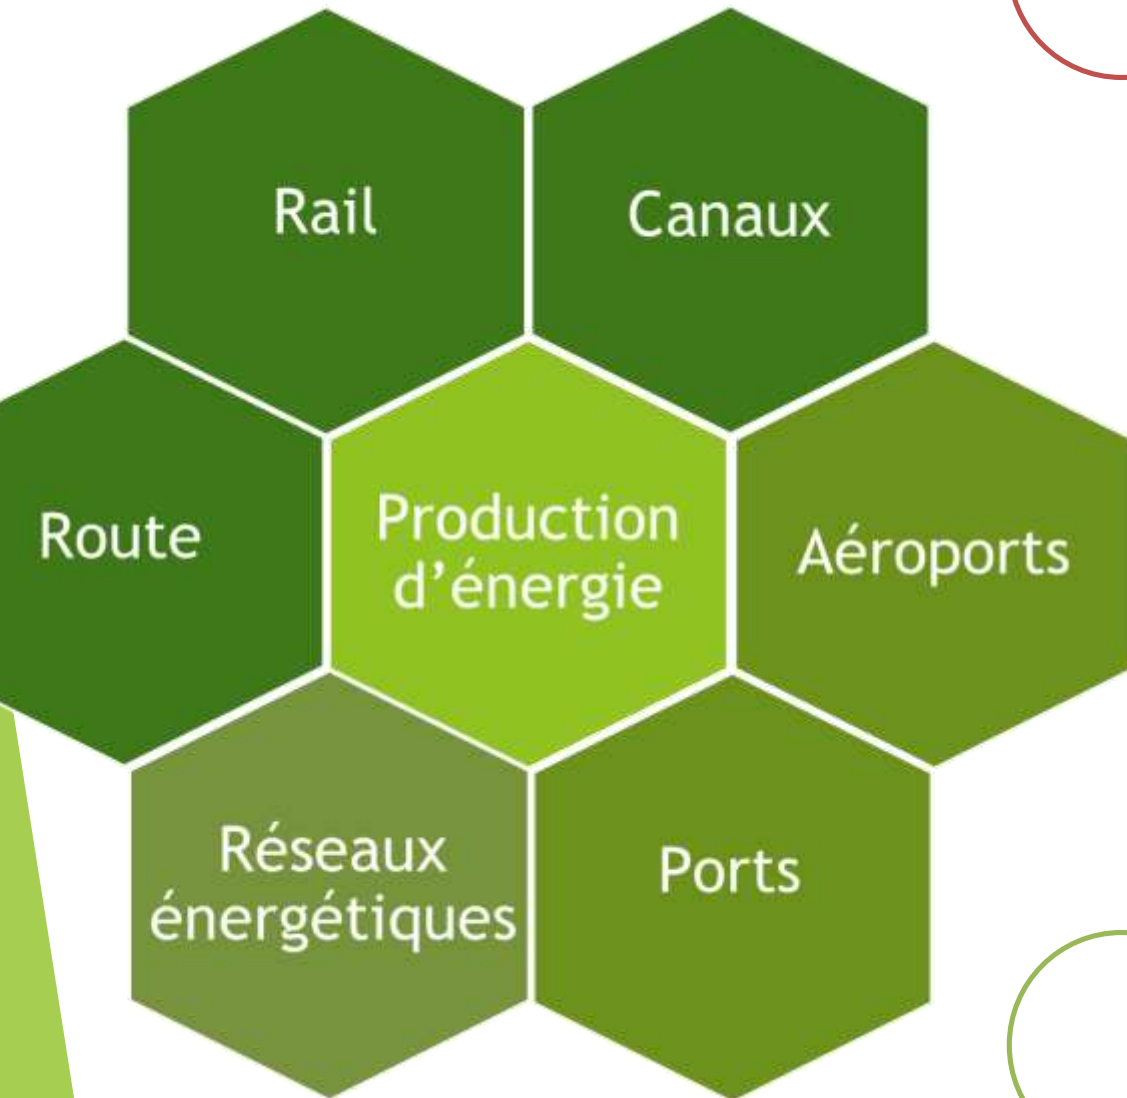 Rail
Canaux
Route
Production
d’énergie
Aéroports
Réseaux
énergétiques
Ports